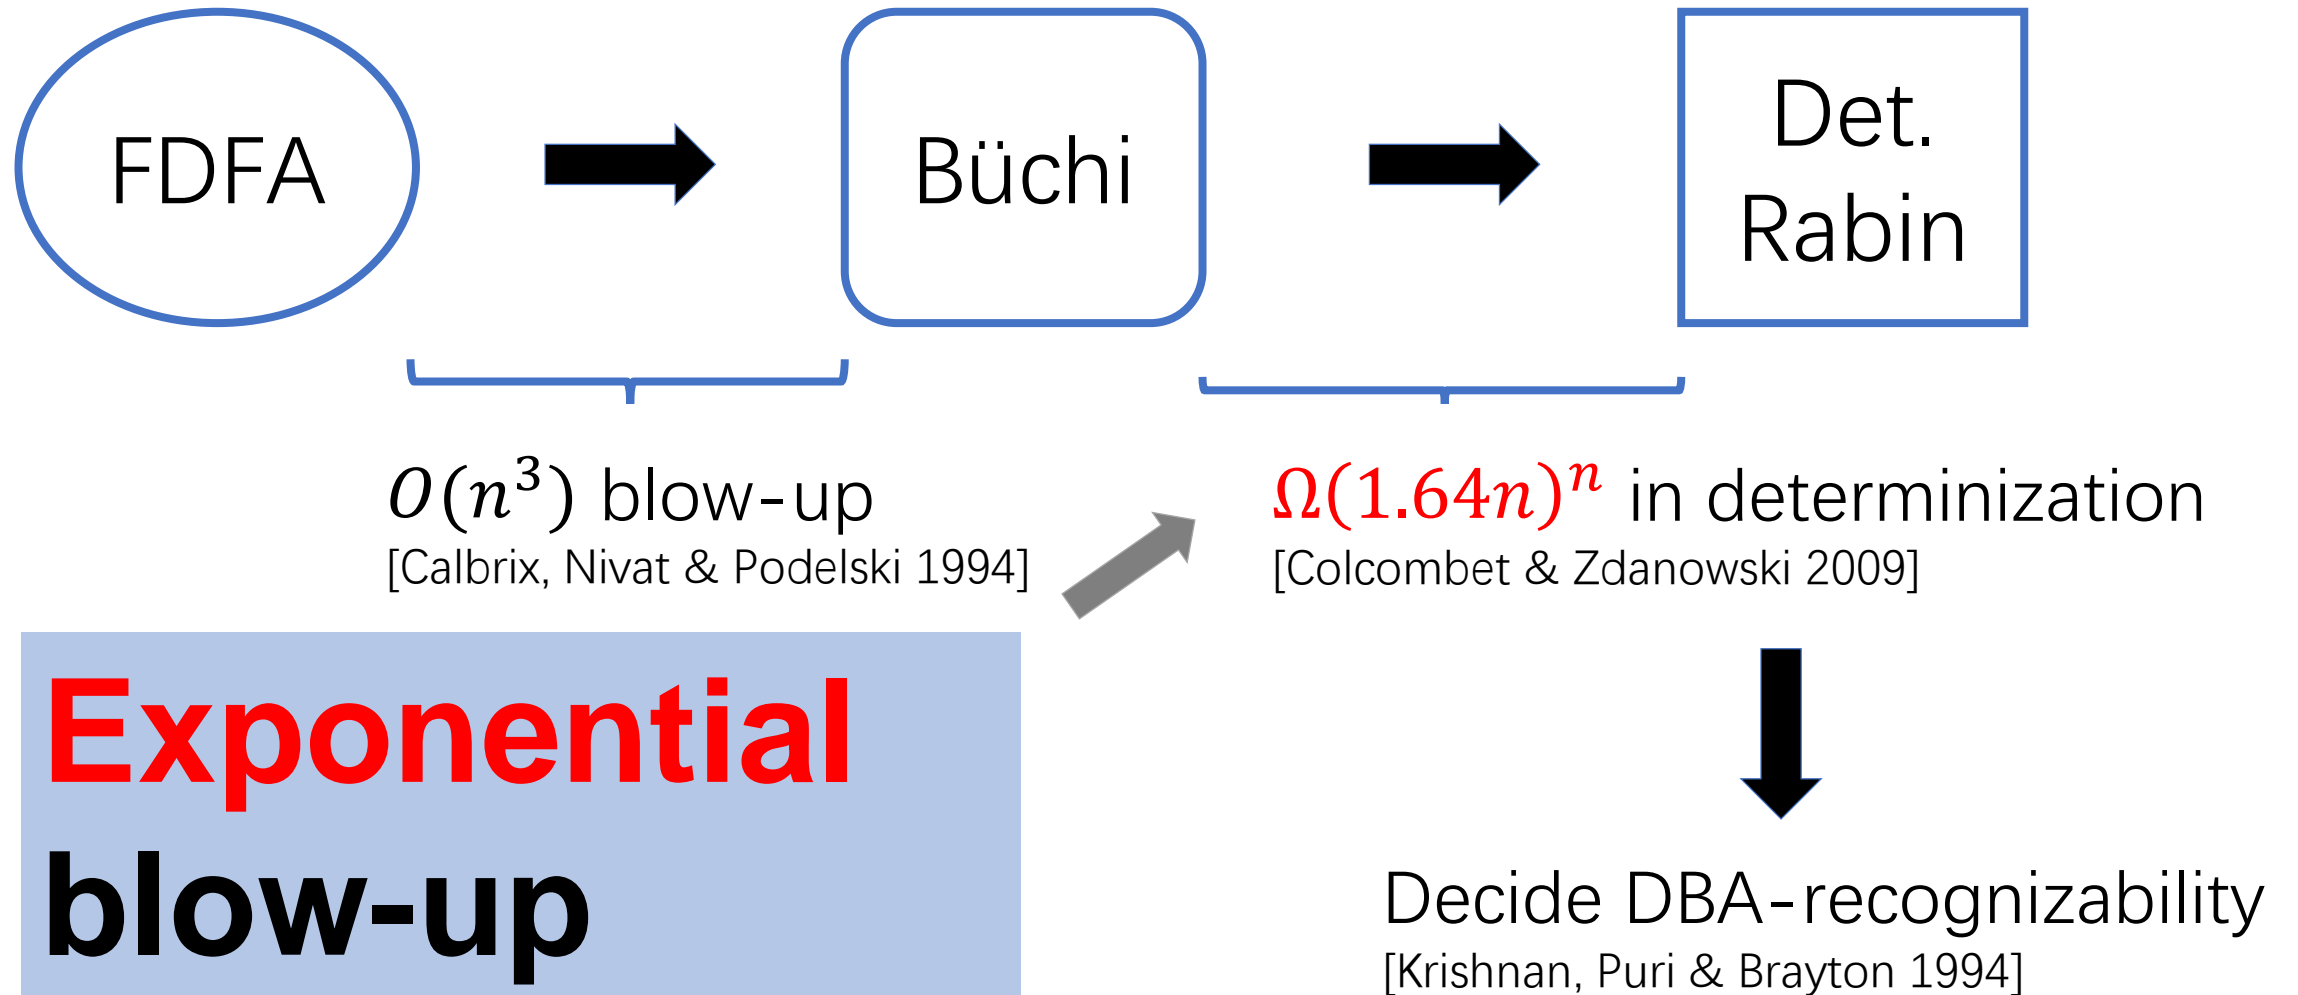 FDFA
Büchi
Det.
Rabin
O(n³) blow-up
[Calbrix, Nivat & Podelski 1994]
Ω(1.64n)ⁿ in determinization
[Colcombet & Zdanowski 2009]
Exponential
blow-up
Decide DBA-recognizability
[Krishnan, Puri & Brayton 1994]